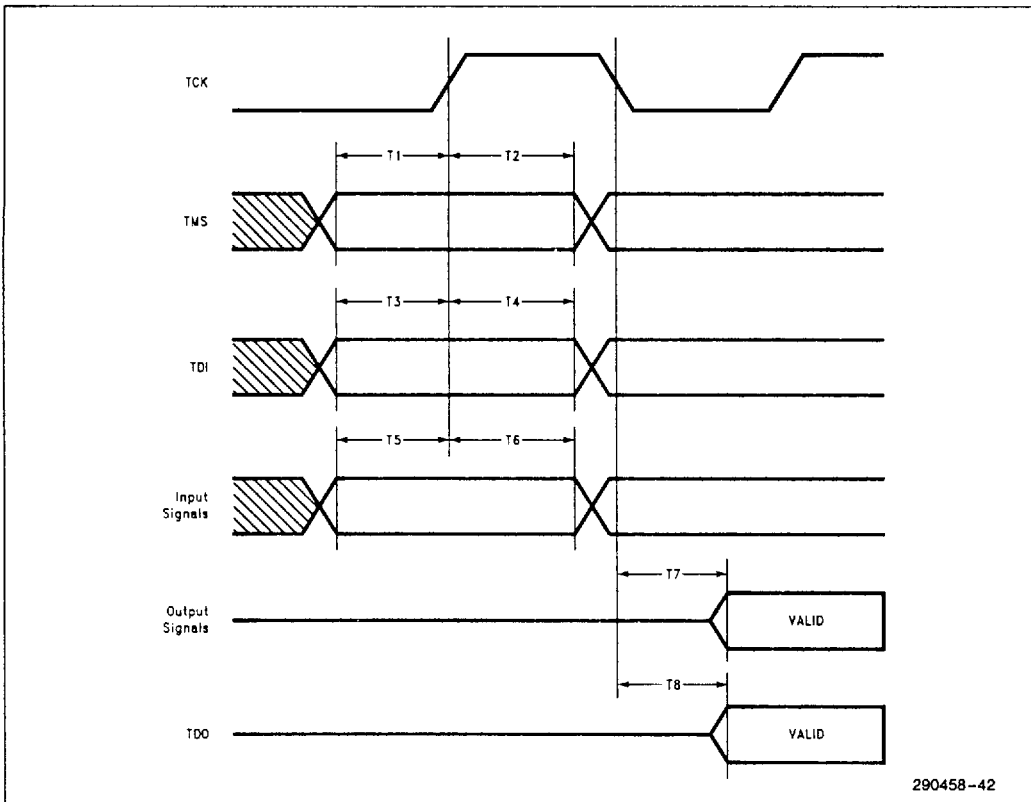 TCK
T1
T2
TMS
T3
T4
TDI
T5
T6
Input
Signals
T7
Output
Signals
VALID
T8
TDO
VALID
290458-42